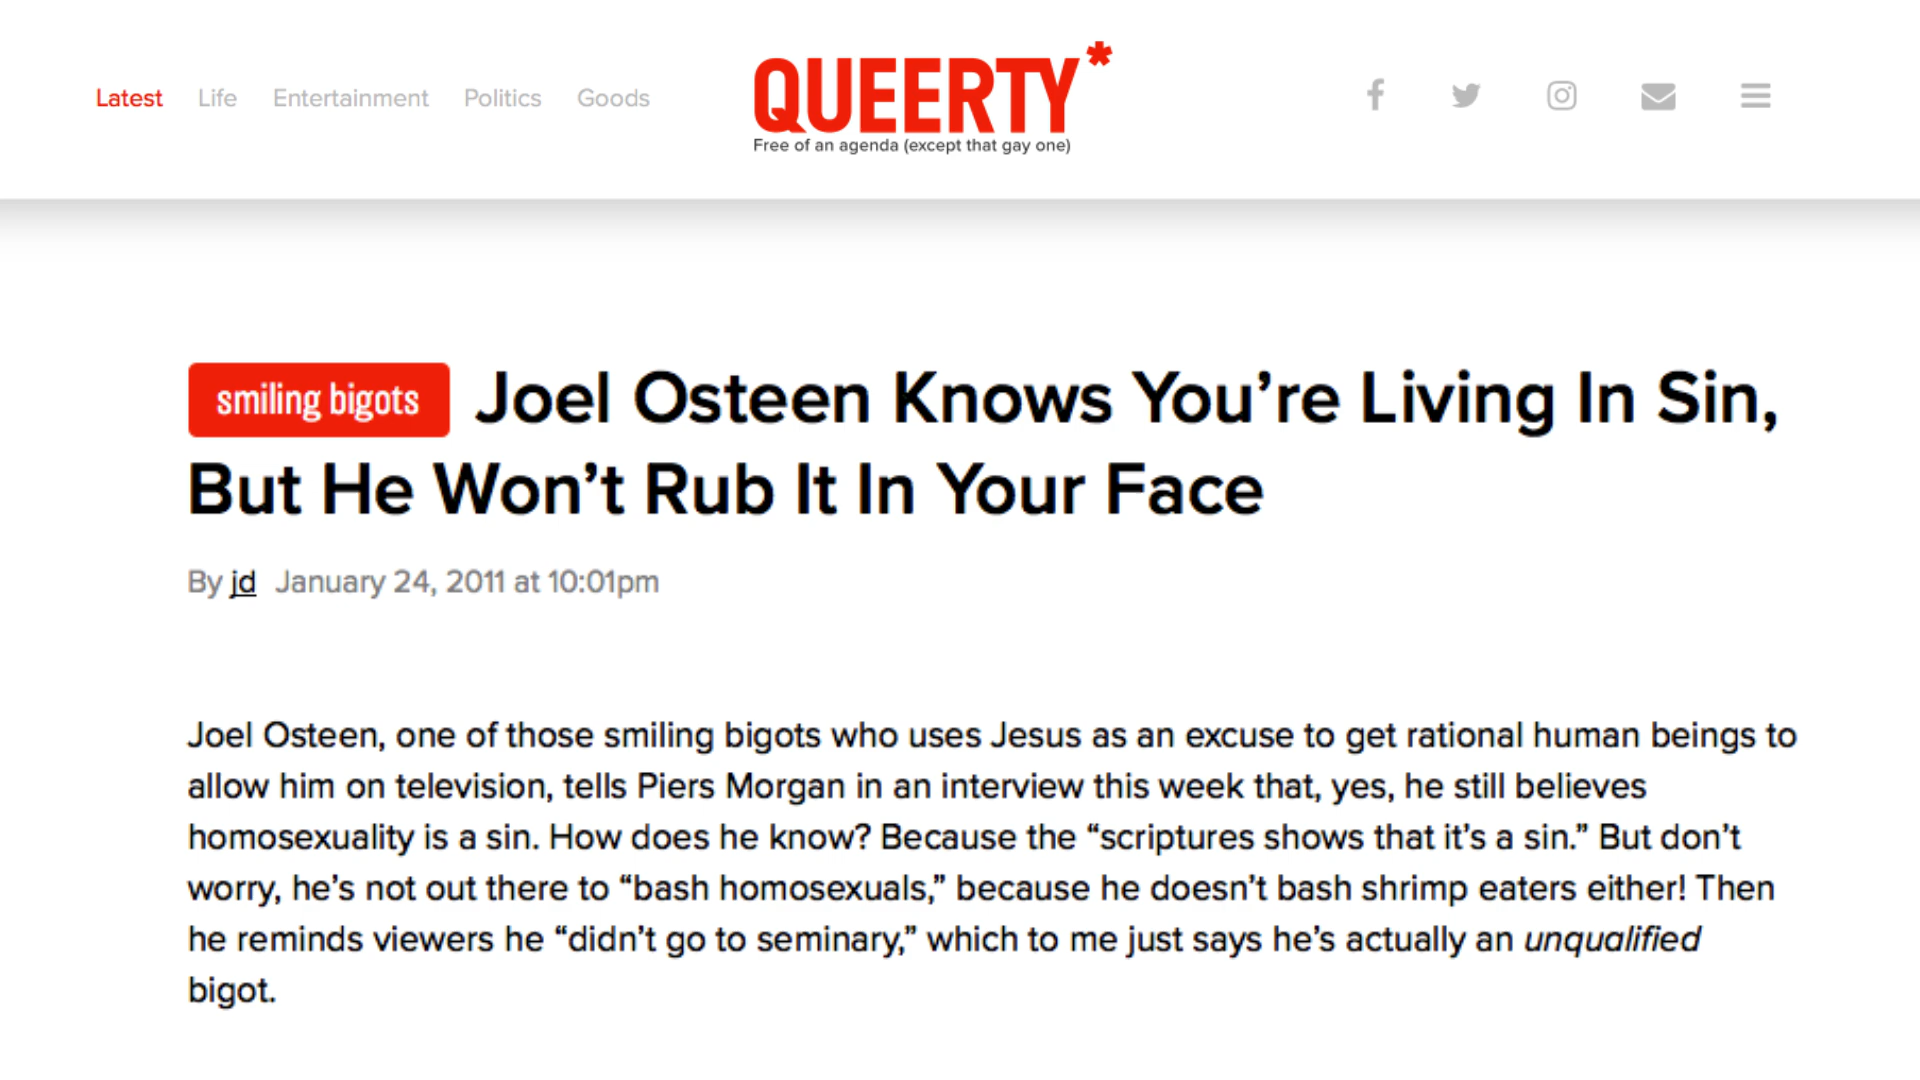 Latest Life Entertainment Politics Goods
QUEERTY*
Free of an agenda (except that gay one)
smiling bigots Joel Osteen Knows You’re Living In Sin,
But He Won’t Rub It In Your Face
By jd January 24, 2011 at 10:01pm
Joel Osteen, one of those smiling bigots who uses Jesus as an excuse to get rational human beings to
allow him on television, tells Piers Morgan in an interview this week that, yes, he still believes
homosexuality is a sin. How does he know? Because the “scriptures shows that it’s a sin.” But don’t
worry, he’s not out there to “bash homosexuals,” because he doesn’t bash shrimp eaters either! Then
he reminds viewers he “didn’t go to seminary,” which to me just says he’s actually an unqualified
bigot.